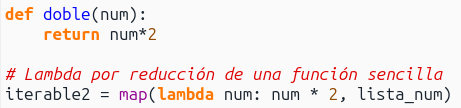 def doble(num):
    return num*2

# Lambda por reducción de una función sencilla
iterable2 = map(lambda num: num * 2, lista_num)